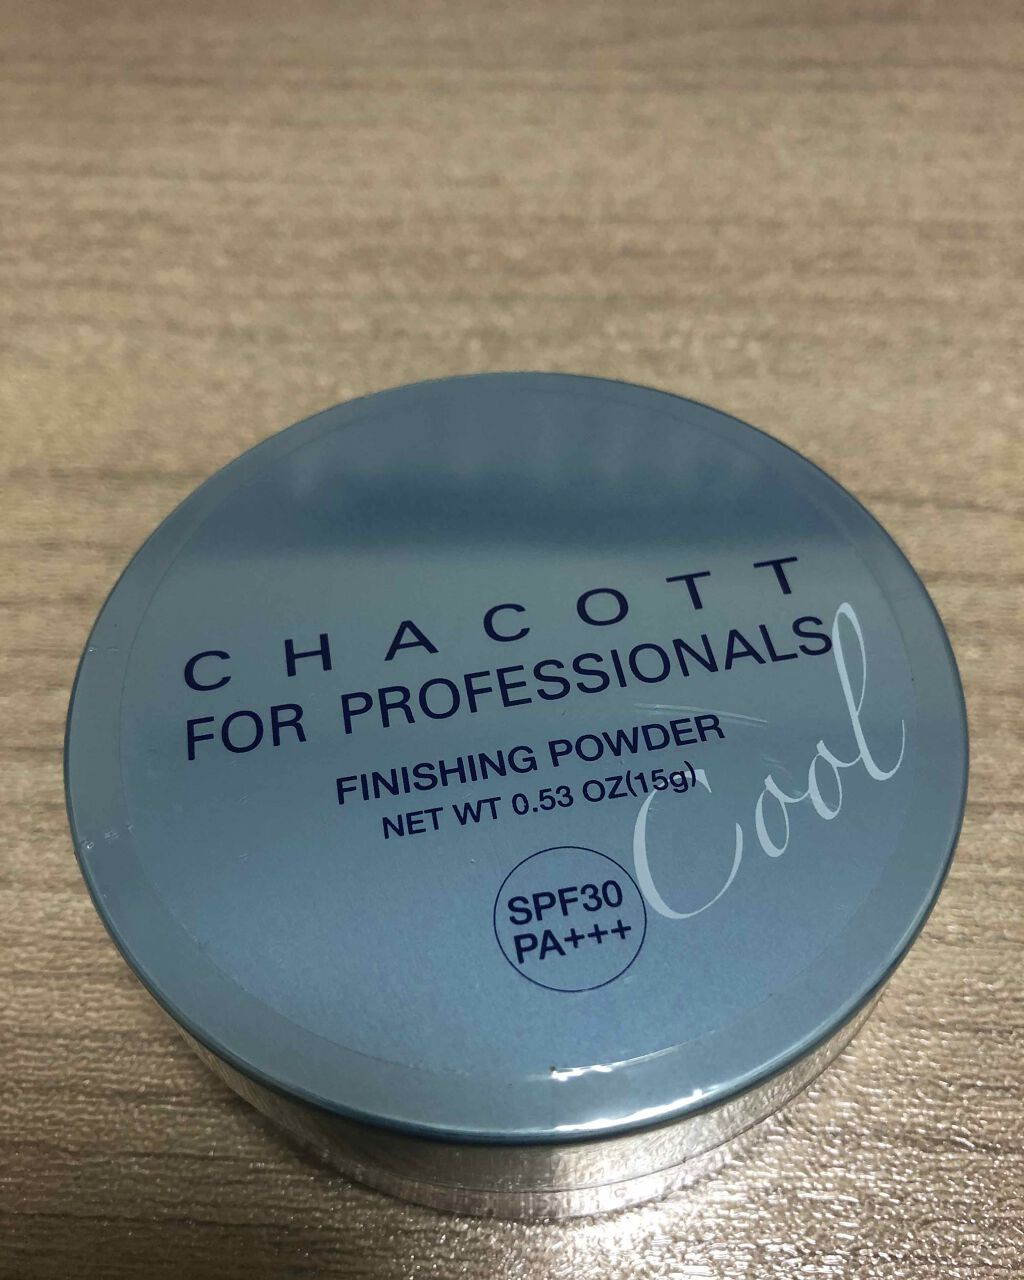 CHACOTT
FOR PROFESSIONALS
FINISHING POWDER
NET WT 0.53 OZ(15g)
Cool
SPF30
PA+++